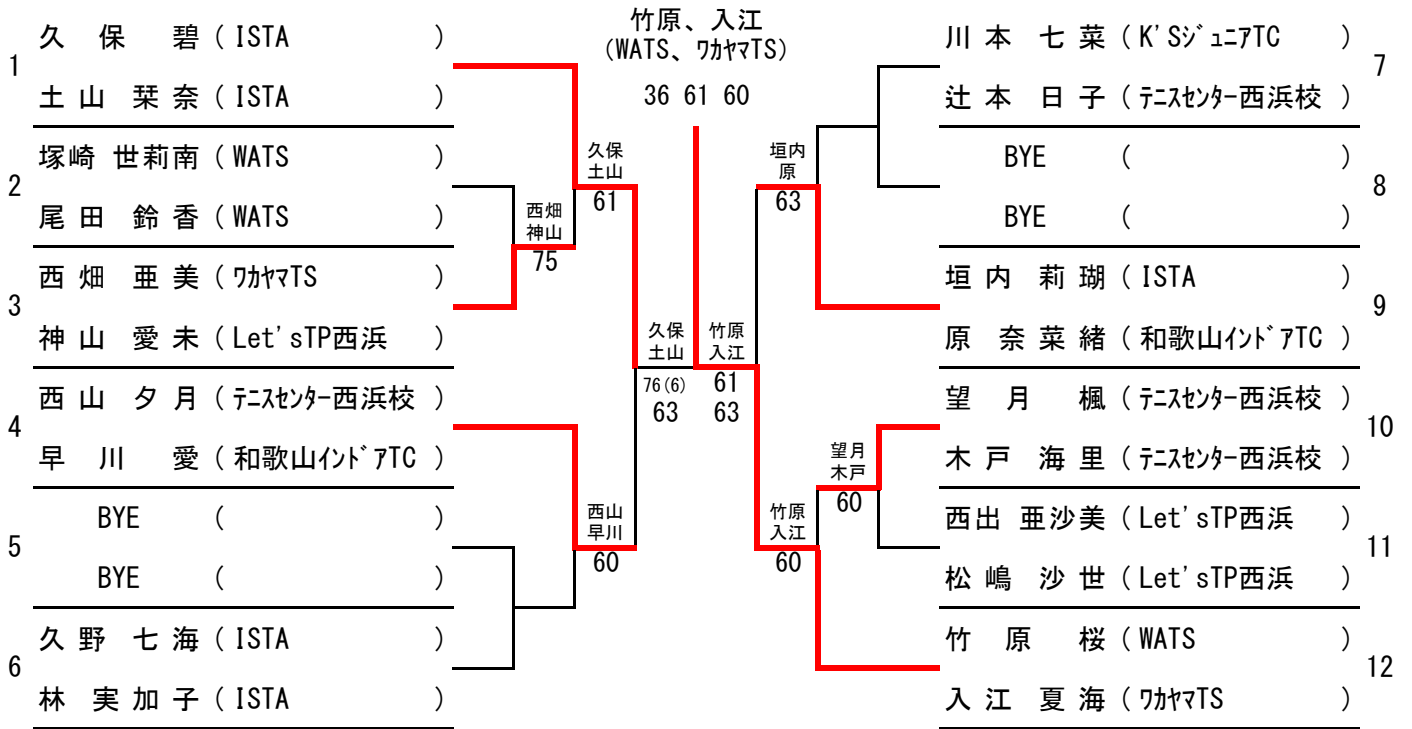 竹原、入江
(WATS、ワカヤマTS)
36 61 60
1
久保 碧 ( ISTA )
土山 栞奈 ( ISTA )
2
塚崎 世莉南 ( WATS )
尾田 鈴香 ( WATS )
3
西畑 亜美 ( ワカヤマTS )
神山 愛未 ( Let'sTP西浜 )
4
西山 夕月 ( テニスセンター西浜校 )
早川 愛 ( 和歌山インドアTC )
5
BYE ( )
BYE ( )
6
久野 七海 ( ISTA )
林 実加子 ( ISTA )
西畑
神山
75
久保
土山
61
西山
早川
60
久保
土山
76(6)
63
竹原
入江
61
63
垣内
原
63
竹原
入江
60
望月
木戸
60
川本 七菜 ( K'SジュニアTC )
辻本 日子 ( テニスセンター西浜校 )
7
BYE ( )
BYE ( )
8
垣内 莉瑚 ( ISTA )
原 奈菜緒 ( 和歌山インドアTC )
9
望月 楓 ( テニスセンター西浜校 )
木戸 海里 ( テニスセンター西浜校 )
10
西出 亜沙美 ( Let'sTP西浜 )
松嶋 沙世 ( Let'sTP西浜 )
11
竹原 桜 ( WATS )
入江 夏海 ( ワカヤマTS )
12